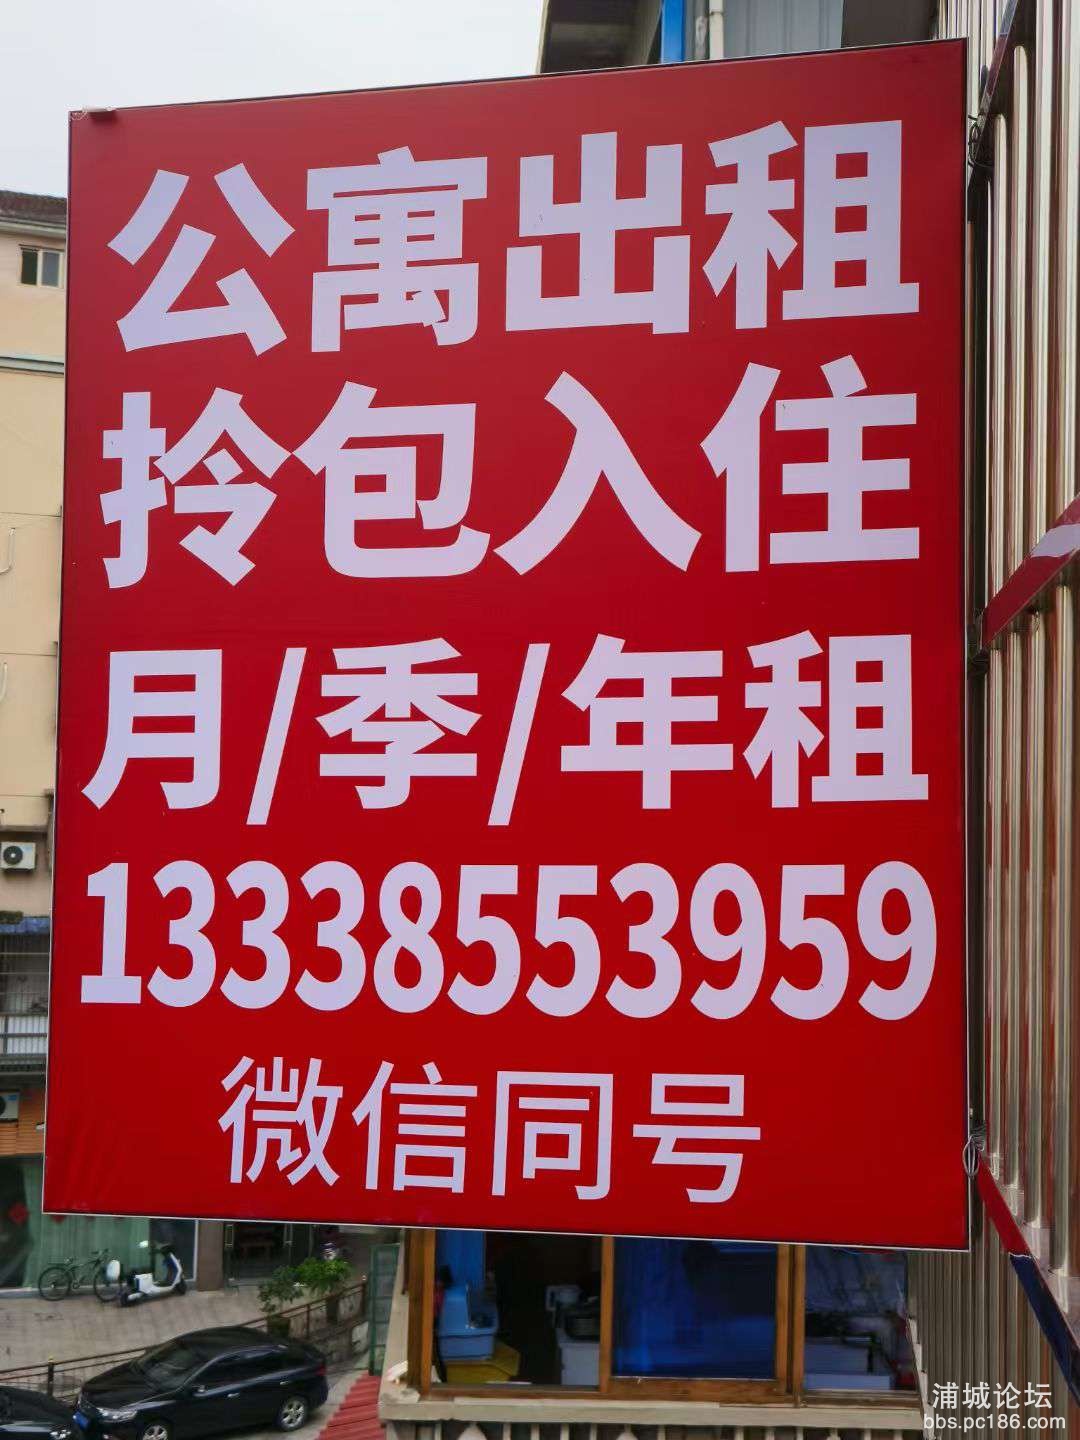 公寓出租
拎包入住
月/季/年租
13338553959
微信同号
浦城论坛
bbs.pc186.com